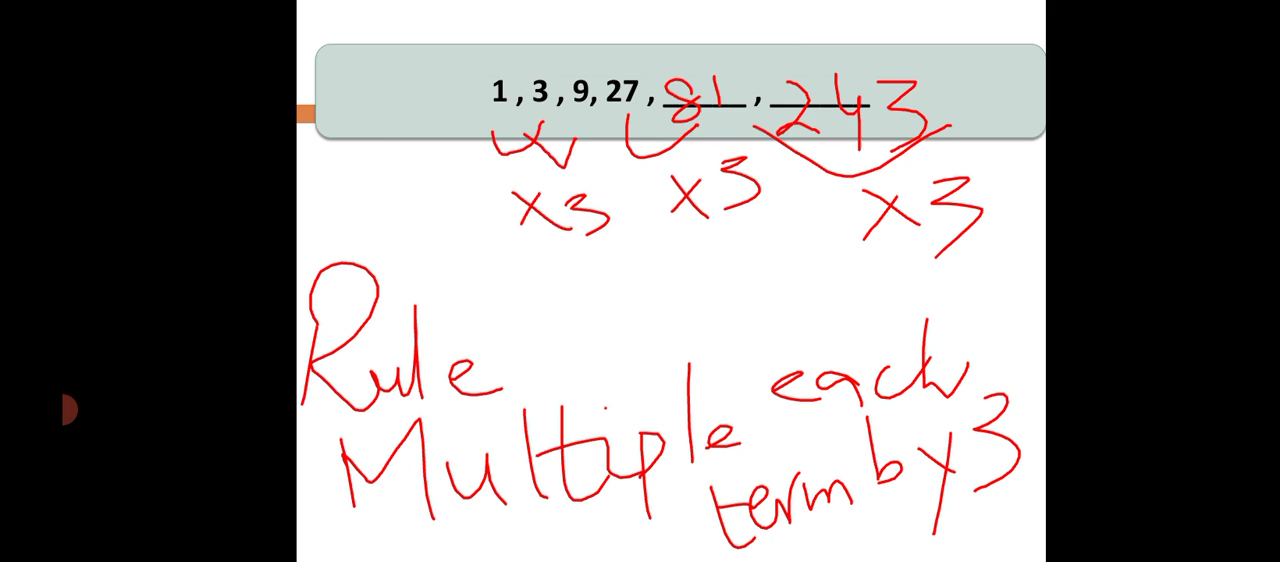 1 , 3 , 9, 27 , 81 , 243
x3 x3 x3
Rule
Multiple each
term by 3